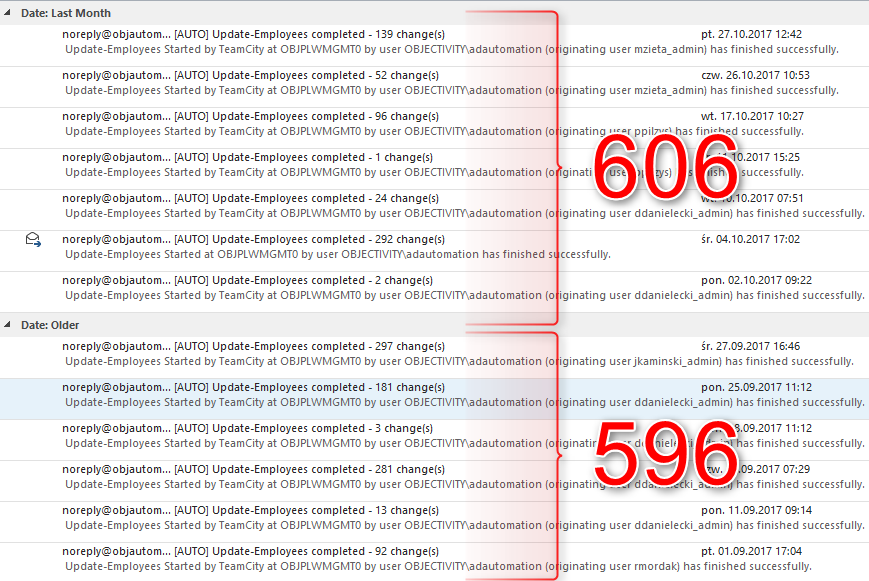 Date: Last Month
noreply@objautom... [AUTO] Update-Employees completed - 139 change(s) pt. 27.10.2017 12:42
Update-Employees Started by TeamCity at OBJPLWMGMT0 by user OBJECTIVITY\adautomation (originating user mzieta_admin) has finished successfully.
noreply@objautom... [AUTO] Update-Employees completed - 52 change(s) czw. 26.10.2017 10:53
Update-Employees Started by TeamCity at OBJPLWMGMT0 by user OBJECTIVITY\adautomation (originating user mzieta_admin) has finished successfully.
noreply@objautom... [AUTO] Update-Employees completed - 96 change(s) wt. 17.10.2017 10:27
Update-Employees Started by TeamCity at OBJPLWMGMT0 by user OBJECTIVITY\adautomation (originating user ppilzys) has finished successfully.
noreply@objautom... [AUTO] Update-Employees completed - 1 change(s) 11.10.2017 15:25
Update-Employees Started by TeamCity at OBJPLWMGMT0 by user OBJECTIVITY\adautomation (originating user successfully.
606
noreply@objautom... [AUTO] Update-Employees completed - 24 change(s) wt. 10.10.2017 07:51
Update-Employees Started by TeamCity at OBJPLWMGMT0 by user OBJECTIVITY\adautomation (originating user ddanielecki_admin) has finished successfully.
noreply@objautom... [AUTO] Update-Employees completed - 292 change(s) śr. 04.10.2017 17:02
Update-Employees Started at OBJPLWMGMT0 by user OBJECTIVITY\adautomation has finished successfully.
noreply@objautom... [AUTO] Update-Employees completed - 2 change(s) pon. 02.10.2017 09:22
Update-Employees Started by TeamCity at OBJPLWMGMT0 by user OBJECTIVITY\adautomation (originating user ddanielecki_admin) has finished successfully.
Date: Older
noreply@objautom... [AUTO] Update-Employees completed - 297 change(s) śr. 27.09.2017 16:46
Update-Employees Started by TeamCity at OBJPLWMGMT0 by user OBJECTIVITY\adautomation (originating user jkaminski_admin) has finished successfully.
noreply@objautom... [AUTO] Update-Employees completed - 181 change(s) pon. 25.09.2017 11:12
Update-Employees Started by TeamCity at OBJPLWMGMT0 by user OBJECTIVITY\adautomation (originating user ddanielecki_admin) has finished successfully.
noreply@objautom... [AUTO] Update-Employees completed - 3 change(s) 11:12
Update-Employees Started by TeamCity at OBJPLWMGMT0 by user OBJECTIVITY\adautomation (originating user ddanielecki_admin) has finished successfully.
596
noreply@objautom... [AUTO] Update-Employees completed - 281 change(s) 07:29
Update-Employees Started by TeamCity at OBJPLWMGMT0 by user OBJECTIVITY\adautomation (originating user ddanielecki_admin) has finished successfully.
noreply@objautom... [AUTO] Update-Employees completed - 13 change(s) pon. 11.09.2017 09:14
Update-Employees Started by TeamCity at OBJPLWMGMT0 by user OBJECTIVITY\adautomation (originating user ddanielecki_admin) has finished successfully.
noreply@objautom... [AUTO] Update-Employees completed - 92 change(s) pt. 01.09.2017 17:04
Update-Employees Started by TeamCity at OBJPLWMGMT0 by user OBJECTIVITY\adautomation (originating user rmordak) has finished successfully.